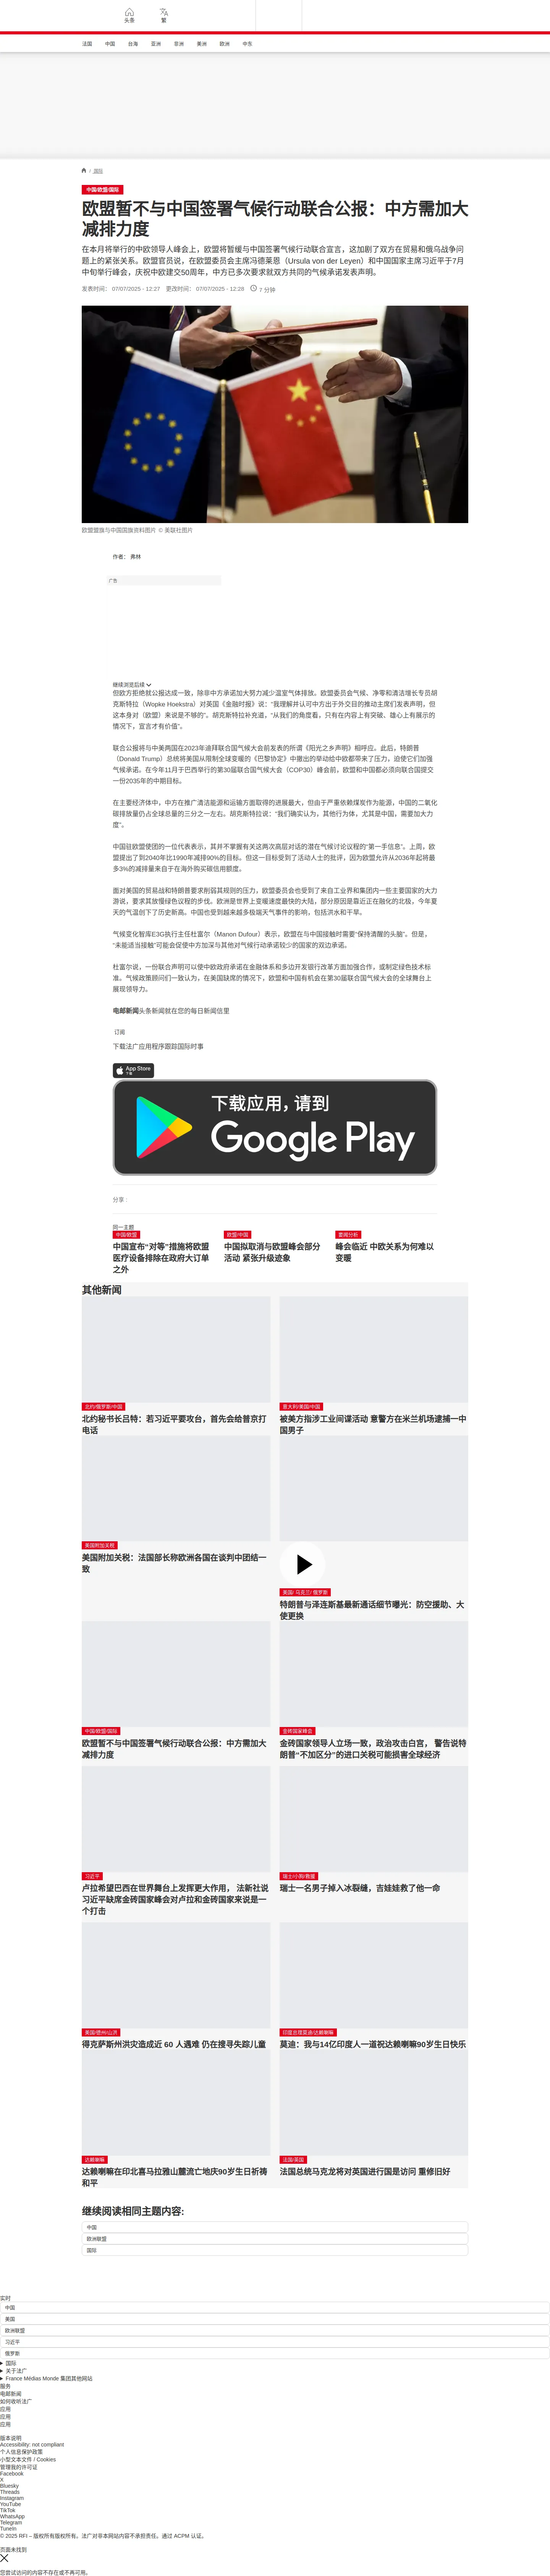 头条
繁
法国
中国
台海
亚洲
非洲
美洲
欧洲
中东
/ 国际
中国/欧盟/国际
欧盟暂不与中国签署气候行动联合公报：中方需加大
减排力度
在本月将举行的中欧领导人峰会上，欧盟将暂缓与中国签署气候行动联合宣言，这加剧了双方在贸易和俄乌战争问
题上的紧张关系。欧盟官员说，在欧盟委员会主席冯德莱恩（Ursula von der Leyen）和中国国家主席习近平于7月
中旬举行峰会，庆祝中欧建交50周年，中方已多次要求就双方共同的气候承诺发表声明。
发表时间： 07/07/2025 - 12:27 更改时间： 07/07/2025 - 12:28 7 分钟
欧盟盟旗与中国国旗资料图片 © 美联社图片
作者： 弗林
广告
继续浏览后续
但欧方拒绝就公报达成一致，除非中方承诺加大努力减少温室气体排放。欧盟委员会气候、净零和清洁增长专员胡
克斯特拉（Wopke Hoekstra）对英国《金融时报》说：“我理解并认可中方出于外交目的推动主席们发表声明，但
这本身对（欧盟）来说是不够的”。胡克斯特拉补充道，“从我们的角度看，只有在内容上有突破、雄心上有展示的
情况下，宣言才有价值”。
联合公报将与中美两国在2023年迪拜联合国气候大会前发表的所谓《阳光之乡声明》相呼应。此后，特朗普
（Donald Trump）总统将美国从限制全球变暖的《巴黎协定》中撤出的举动给中欧都带来了压力，迫使它们加强
气候承诺。在今年11月于巴西举行的第30届联合国气候大会（COP30）峰会前，欧盟和中国都必须向联合国提交
一份2035年的中期目标。
在主要经济体中，中方在推广清洁能源和运输方面取得的进展最大，但由于严重依赖煤炭作为能源，中国的二氧化
碳排放量仍占全球总量的三分之一左右。胡克斯特拉说：“我们确实认为，其他行为体，尤其是中国，需要加大力
度”。
中国驻欧盟使团的一位代表表示，其并不掌握有关这两次高层对话的潜在气候讨论议程的“第一手信息”。上周，欧
盟提出了到2040年比1990年减排90%的目标。但这一目标受到了活动人士的批评，因为欧盟允许从2036年起将最
多3%的减排量来自于在海外购买碳信用额度。
面对美国的贸易战和特朗普要求削弱其规则的压力，欧盟委员会也受到了来自工业界和集团内一些主要国家的大力
游说，要求其放慢绿色议程的步伐。欧洲是世界上变暖速度最快的大陆，部分原因是靠近正在融化的北极，今年夏
天的气温创下了历史新高。中国也受到越来越多极端天气事件的影响，包括洪水和干旱。
气候变化智库E3G执行主任杜富尔（Manon Dufour）表示，欧盟在与中国接触时需要“保持清醒的头脑”。但是，
“未能适当接触”可能会促使中方加深与其他对气候行动承诺较少的国家的双边承诺。
杜富尔说，一份联合声明可以使中欧政府承诺在金融体系和多边开发银行改革方面加强合作，或制定绿色技术标
准。气候政策顾问们一致认为，在美国缺席的情况下，欧盟和中国有机会在第30届联合国气候大会的全球舞台上
展现领导力。
电邮新闻头条新闻就在您的每日新闻信里
订阅
下载法广应用程序跟踪国际时事
App Store
下载
下载应用，请到
Google Play
分享 :
同一主题
中国/欧盟
中国宣布“对等”措施将欧盟
医疗设备排除在政府大订单
之外
欧盟/中国
中国拟取消与欧盟峰会部分
活动 紧张升级迹象
要闻分析
峰会临近 中欧关系为何难以
变暖
其他新闻
北约/俄罗斯/中国
北约秘书长吕特：若习近平要攻台，首先会给普京打
电话
意大利/美国/中国
被美方指涉工业间谍活动 意警方在米兰机场逮捕一中
国男子
美国附加关税
美国附加关税：法国部长称欧洲各国在谈判中团结一
致
美国/ 乌克兰/ 俄罗斯
特朗普与泽连斯基最新通话细节曝光：防空援助、大
使更换
中国/欧盟/国际
欧盟暂不与中国签署气候行动联合公报：中方需加大
减排力度
金砖国家峰会
金砖国家领导人立场一致，政治攻击白宫， 警告说特
朗普“不加区分”的进口关税可能损害全球经济
习近平
卢拉希望巴西在世界舞台上发挥更大作用， 法新社说
习近平缺席金砖国家峰会对卢拉和金砖国家来说是一
个打击
瑞士/小狗/救援
瑞士一名男子掉入冰裂缝，吉娃娃救了他一命
美国/德州/山洪
得克萨斯州洪灾造成近 60 人遇难 仍在搜寻失踪儿童
印度总理莫迪/达赖喇嘛
莫迪：我与14亿印度人一道祝达赖喇嘛90岁生日快乐
达赖喇嘛
达赖喇嘛在印北喜马拉雅山麓流亡地庆90岁生日祈祷
和平
法国/英国
法国总统马克龙将对英国进行国是访问 重修旧好
继续阅读相同主题内容:
中国
欧洲联盟
国际
实时
中国
美国
欧洲联盟
习近平
俄罗斯
国际
关于法广
France Médias Monde 集团其他网站
服务
电邮新闻
如何收听法广
应用
应用
应用
版本说明
Accessibility: not compliant
个人信息保护政策
小型文本文件 / Cookies
管理我的许可证
Facebook
X
Bluesky
Threads
Instagram
YouTube
TikTok
WhatsApp
Telegram
TuneIn
© 2025 RFI – 版权所有版权所有。法广对非本网站内容不承担责任。通过 ACPM 认证。
页面未找到
您尝试访问的内容不存在或不再可用。